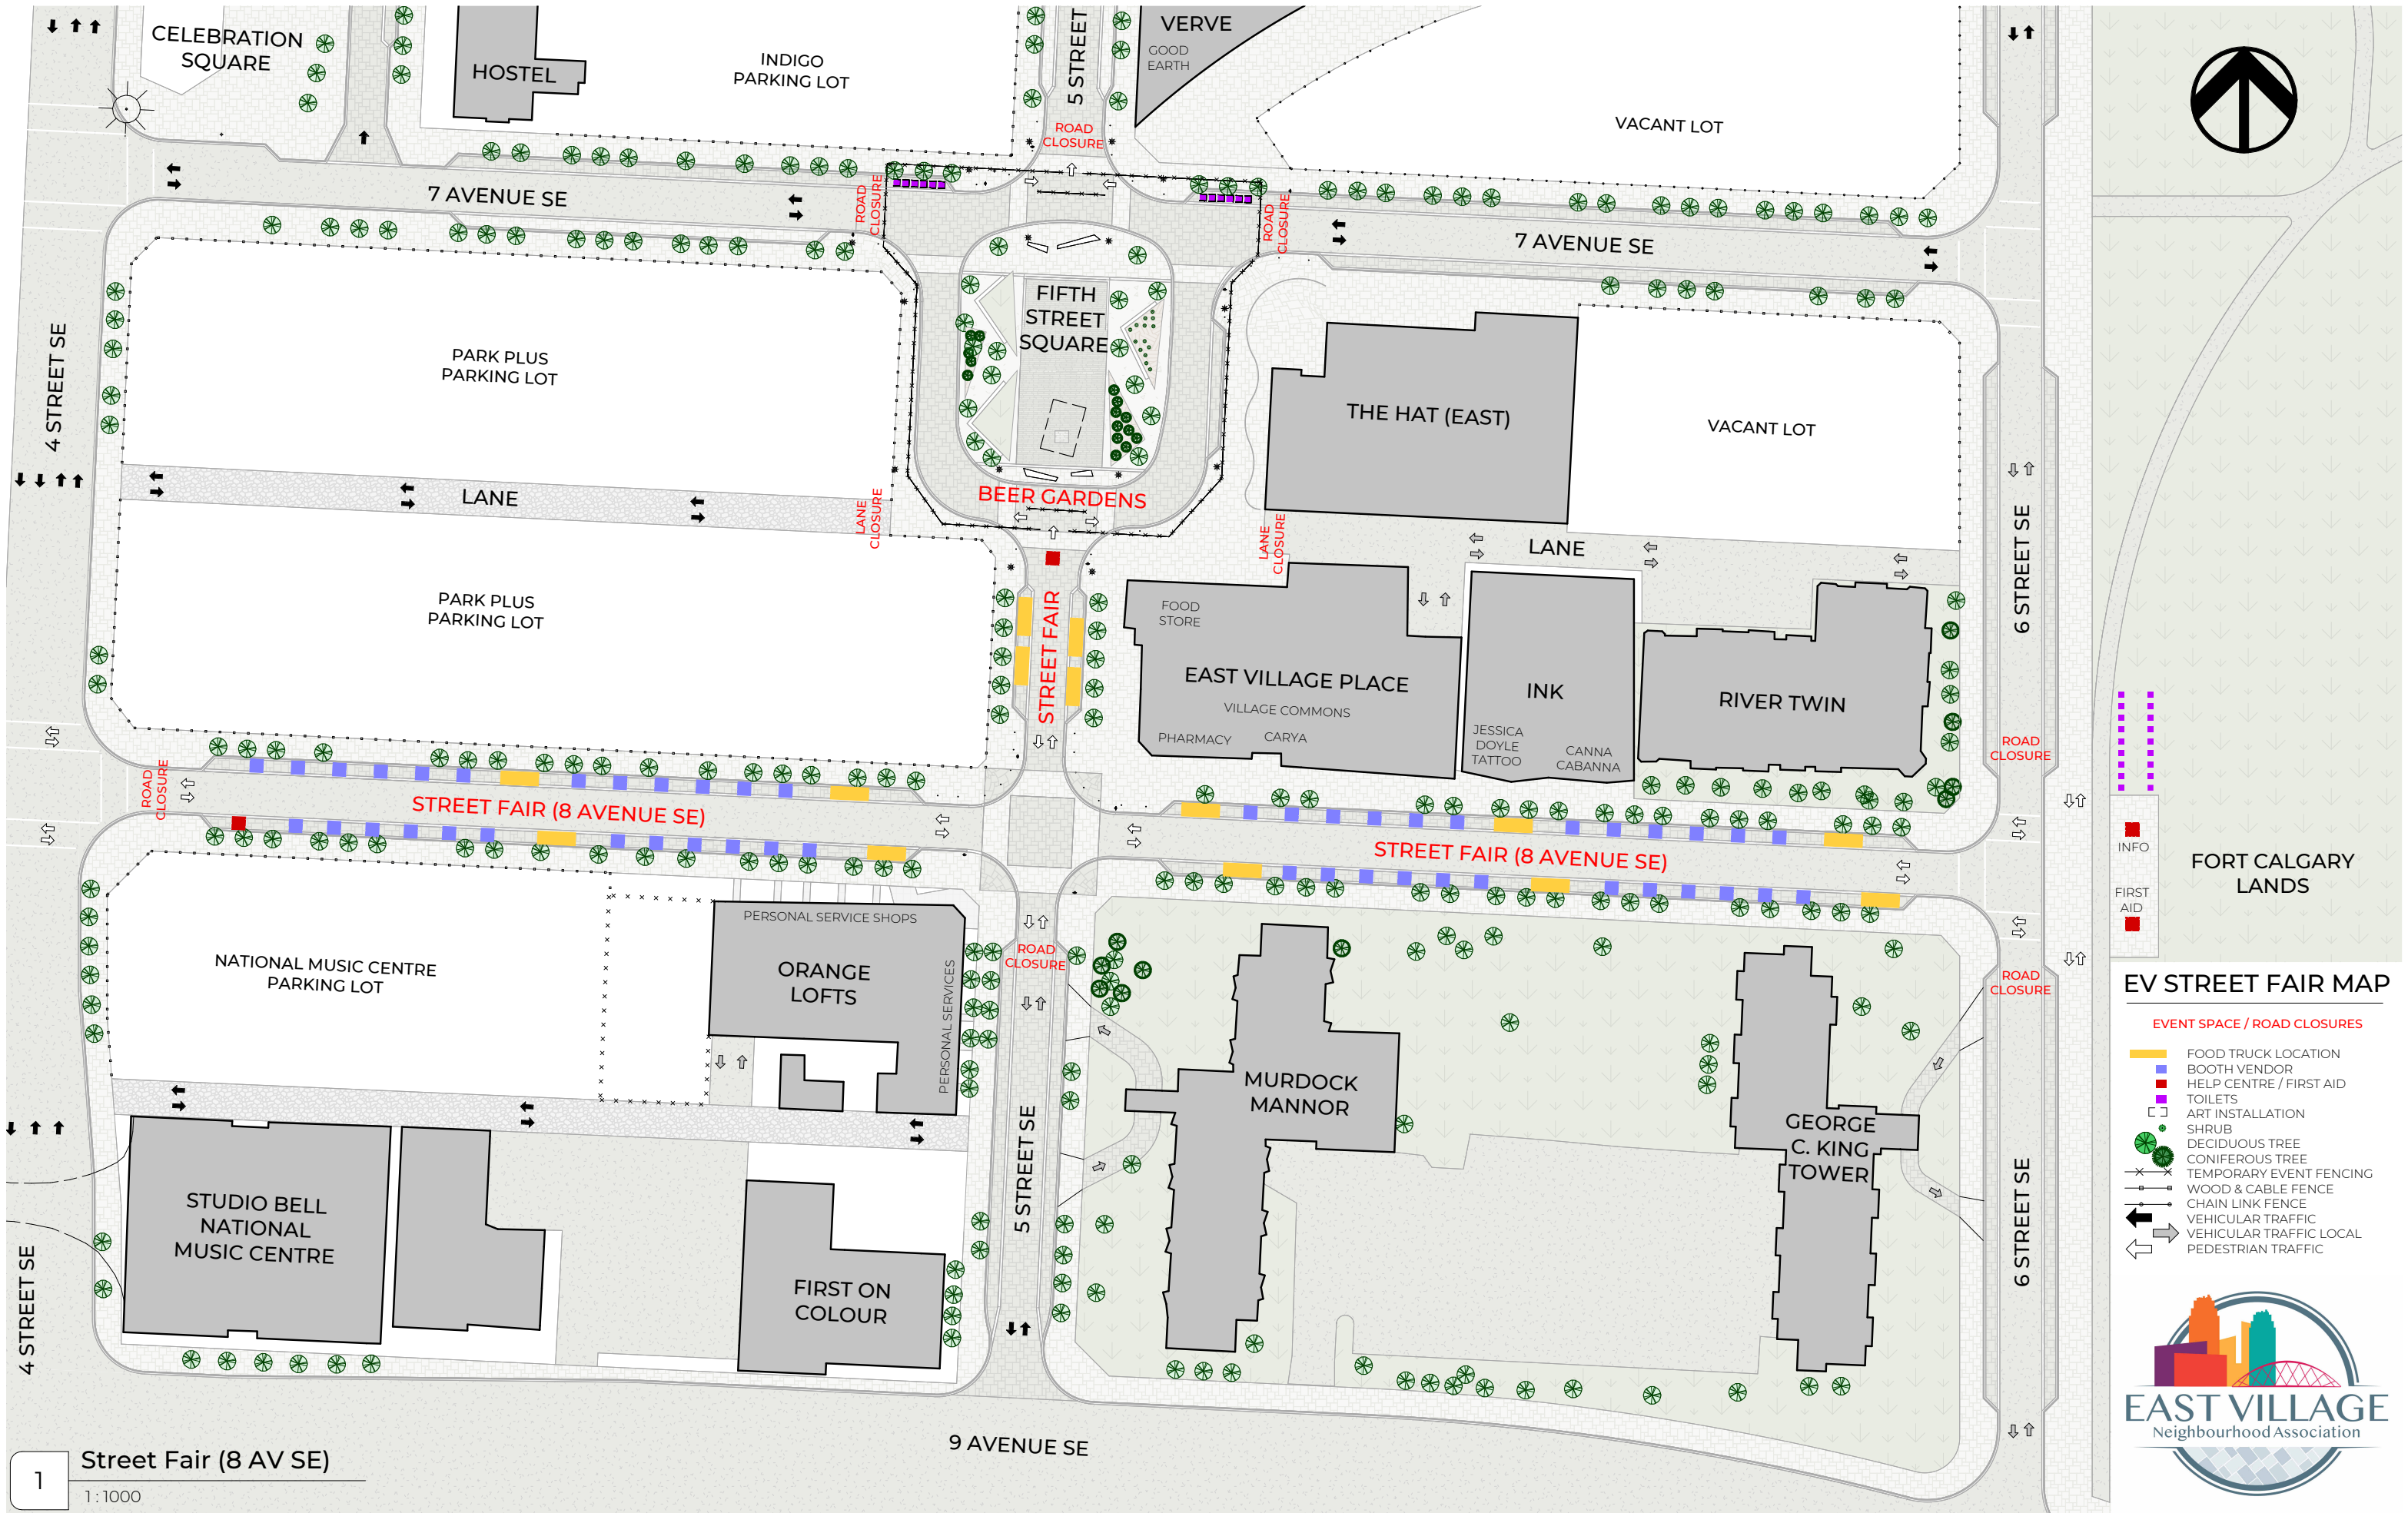 CELEBRATION
SQUARE
HOSTEL
INDIGO
PARKING LOT
5 STREET
VERVE
GOOD
EARTH
ROAD
CLOSURE
VACANT LOT
7 AVENUE SE
ROAD
CLOSURE
ROAD
CLOSURE
7 AVENUE SE
4 STREET SE
PARK PLUS
PARKING LOT
FIFTH
STREET
SQUARE
THE HAT (EAST)
VACANT LOT
LANE
LANE
CLOSURE
BEER GARDENS
LANE
CLOSURE
LANE
6 STREET SE
PARK PLUS
PARKING LOT
STREET FAIR
FOOD
STORE
EAST VILLAGE PLACE
VILLAGE COMMONS
PHARMACY
CARYA
INK
JESSICA
DOYLE
TATTOO
CANNA
CABANNA
RIVER TWIN
ROAD
CLOSURE
ROAD
CLOSURE
STREET FAIR (8 AVENUE SE)
STREET FAIR (8 AVENUE SE)
INFO
FIRST
AID
FORT CALGARY
LANDS
NATIONAL MUSIC CENTRE
PARKING LOT
PERSONAL SERVICE SHOPS
ORANGE
LOFTS
PERSONAL SERVICES
ROAD
CLOSURE
ROAD
CLOSURE
MURDOCK
MANNOR
GEORGE
C. KING
TOWER
STUDIO BELL
NATIONAL
MUSIC CENTRE
FIRST ON
COLOUR
5 STREET SE
4 STREET SE
6 STREET SE
9 AVENUE SE
EV STREET FAIR MAP
EVENT SPACE / ROAD CLOSURES
FOOD TRUCK LOCATION
BOOTH VENDOR
HELP CENTRE / FIRST AID
TOILETS
ART INSTALLATION
SHRUB
DECIDUOUS TREE
CONIFEROUS TREE
TEMPORARY EVENT FENCING
WOOD & CABLE FENCE
CHAIN LINK FENCE
VEHICULAR TRAFFIC
VEHICULAR TRAFFIC LOCAL
PEDESTRIAN TRAFFIC
EAST VILLAGE
Neighbourhood Association
1
Street Fair (8 AV SE)
1 : 1000